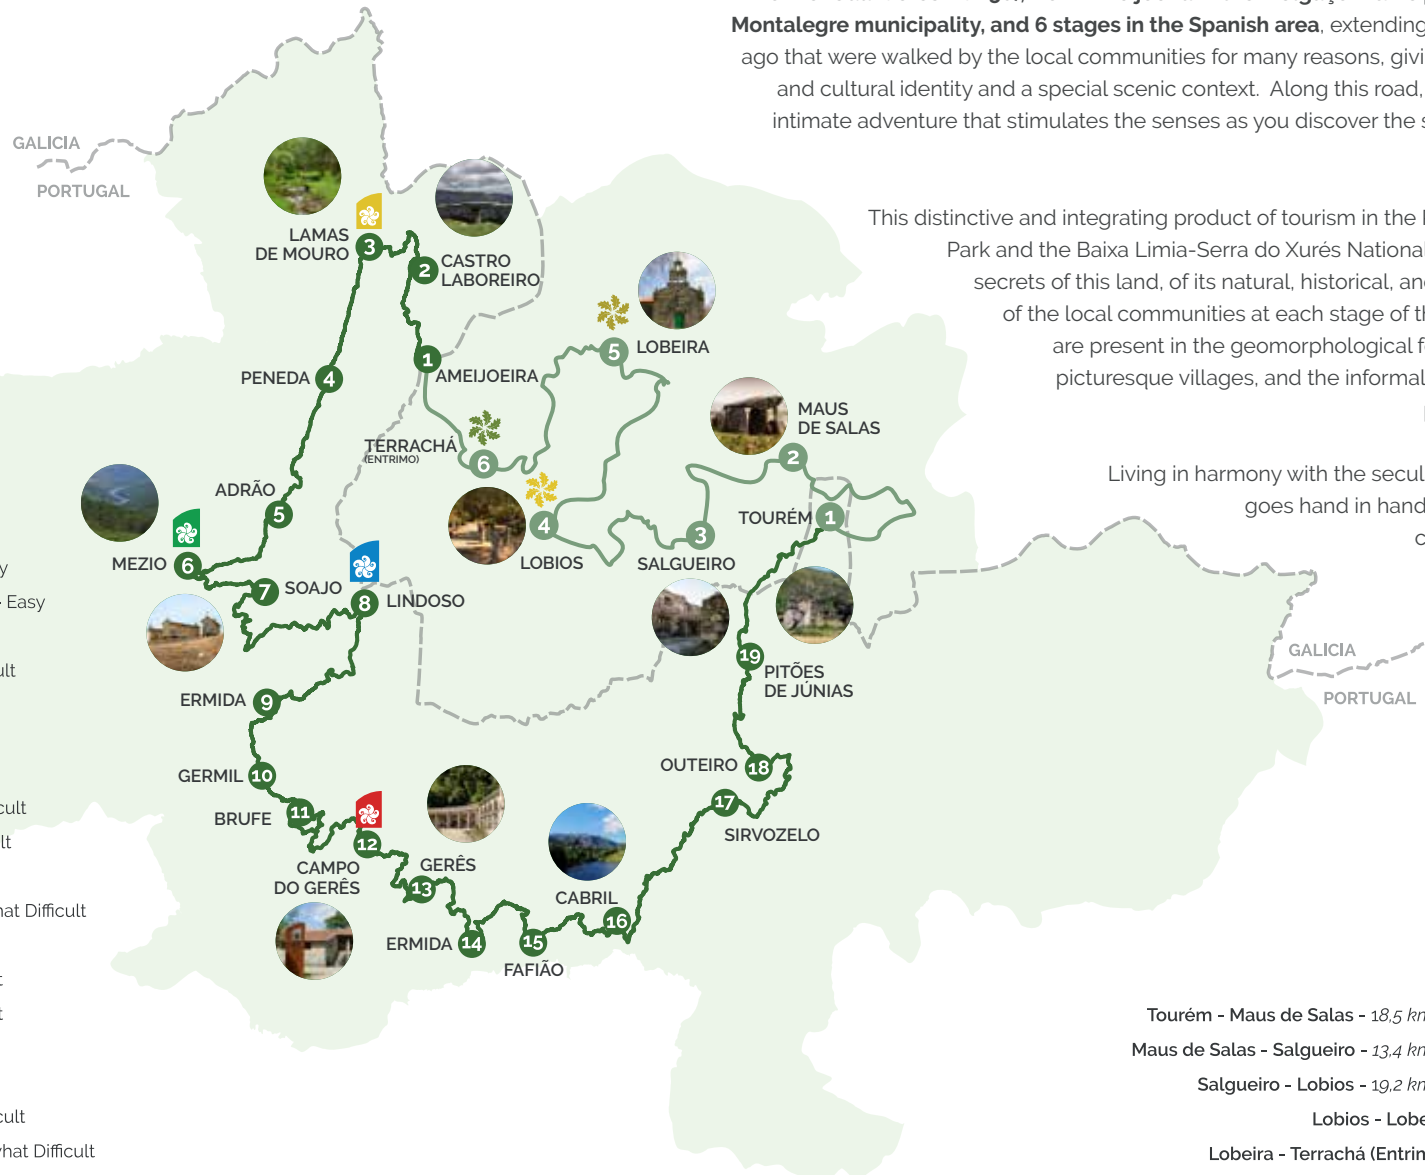 Montalegre municipality, and 6 stages in the Spanish area, extending
ago that were walked by the local communities for many reasons, givi
and cultural identity and a special scenic context. Along this road,
intimate adventure that stimulates the senses as you discover the s
This distinctive and integrating product of tourism in the
Park and the Baixa Limia-Serra do Xurés National
secrets of this land, of its natural, historical, an
of the local communities at each stage of th
are present in the geomorphological f
picturesque villages, and the informal
Living in harmony with the secul
goes hand in hand
c
GALICIA
PORTUGAL
LAMAS
DE MOURO
3
2
CASTRO
LABOREIRO
1
AMEIJOEIRA
PENEDA
4
5
LOBEIRA
MAUS
DE SALAS
2
TERRACHÁ
(ENTRIMO)
6
ADRÃO
5
4
LOBIOS
3
SALGUEIRO
TOURÉM
1
MEZIO
6
7
SOAJO
8
LINDOSO
y
Easy
ult
ERMIDA
9
19
PITÕES
DE JÚNIAS
GALICIA
PORTUGAL
GERMIL
10
OUTEIRO
18
BRUFE
11
17
SIRVOZELO
cult
lt
12
CAMPO
DO GERÊS
GERÊS
13
CABRIL
16
hat Difficult
ERMIDA
14
15
FAFIÃO
t
t
cult
hat Difficult
Tourém - Maus de Salas - 18,5 km
Maus de Salas - Salgueiro - 13,4 km
Salgueiro - Lobios - 19,2 km
Lobios - Lobe
Lobeira - Terrachá (Entrim